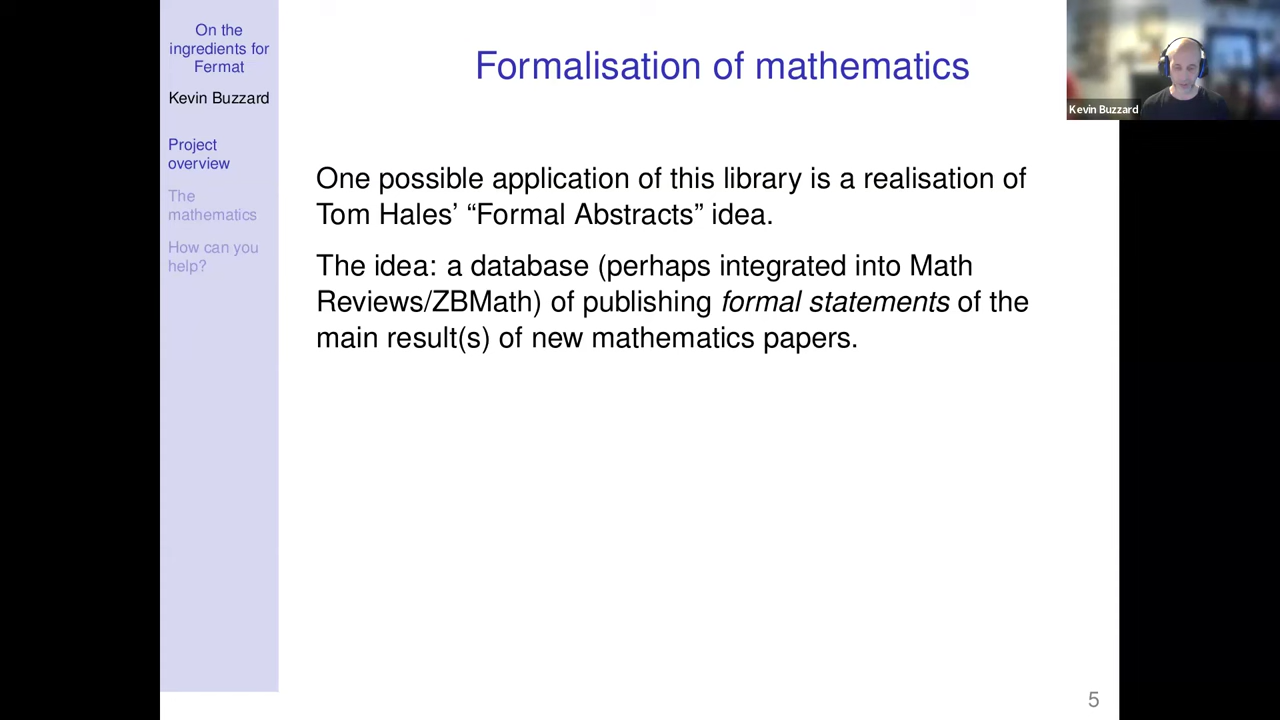 On the
ingredients for
Fermat
Kevin Buzzard
Project
overview
The
mathematics
How can you
help?
Formalisation of mathematics
One possible application of this library is a realisation of
Tom Hales’ “Formal Abstracts” idea.
The idea: a database (perhaps integrated into Math
Reviews/ZBMath) of publishing formal statements of the
main result(s) of new mathematics papers.
5
Kevin Buzzard